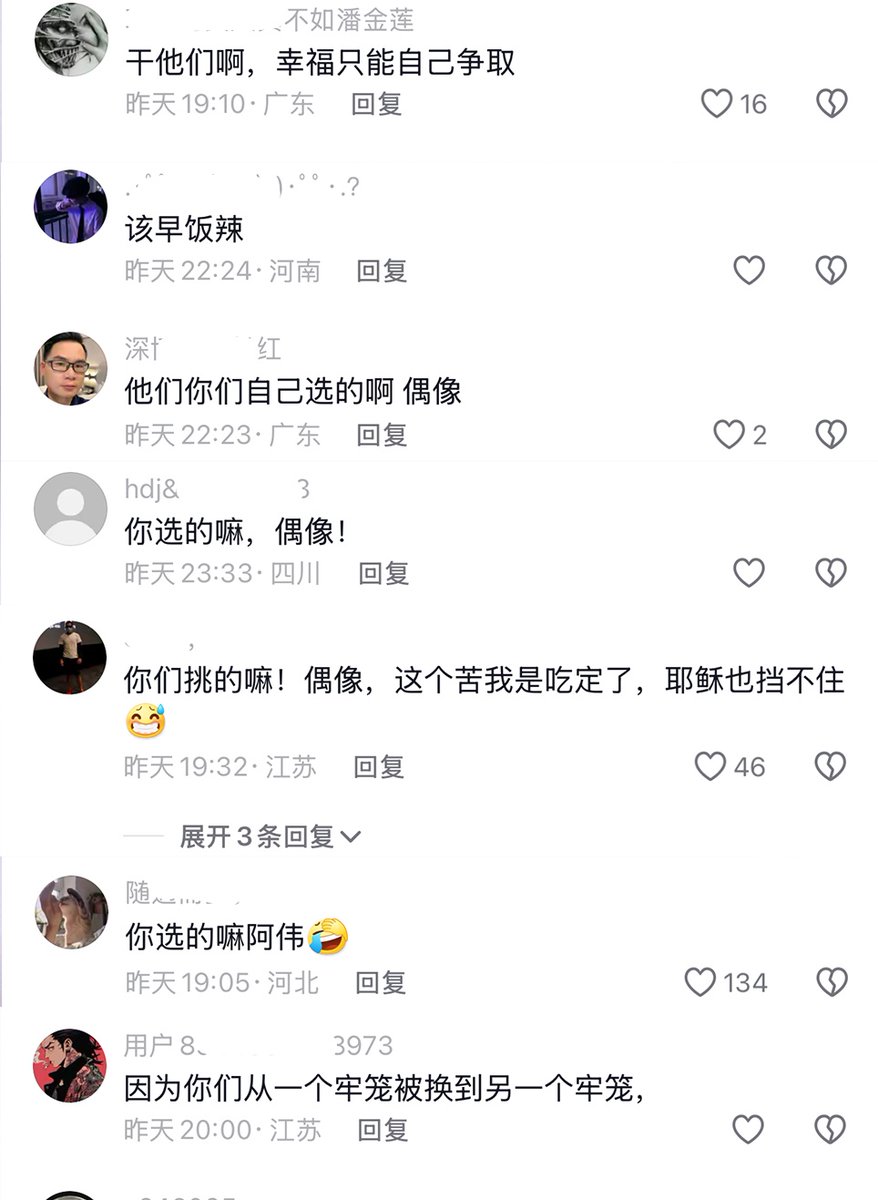 不如潘金莲
干他们啊，幸福只能自己争取
昨天 19:10 · 广东 回复 16
该早饭辣
昨天 22:24 · 河南 回复
深 红
他们你们自己选的啊 偶像
昨天 22:23 · 广东 回复 2
hdj& 3
你选的嘛，偶像！
昨天 23:33 · 四川 回复
你们挑的嘛！偶像，这个苦我是吃定了，耶稣也挡不住
😅
昨天 19:32 · 江苏 回复 46
展开 3 条回复
随
你选的嘛阿伟🤣
昨天 19:05 · 河北 回复 134
用户 8 3973
因为你们从一个牢笼被换到另一个牢笼，
昨天 20:00 · 江苏 回复